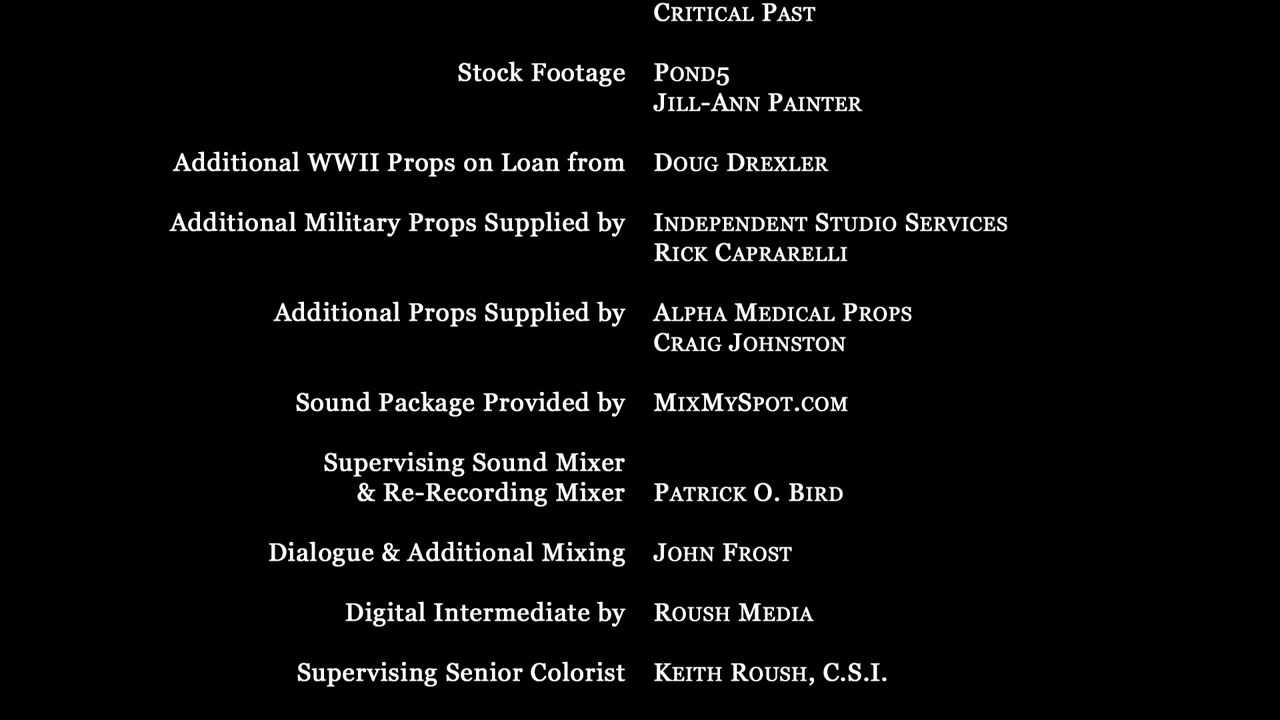 Critical Past
Stock Footage Pond5
Jill-Ann Painter
Additional WWII Props on Loan from Doug Drexler
Additional Military Props Supplied by Independent Studio Services
Rick Caprarelli
Additional Props Supplied by Alpha Medical Props
Craig Johnston
Sound Package Provided by MixMySpot.com
Supervising Sound Mixer
& Re-Recording Mixer Patrick O. Bird
Dialogue & Additional Mixing John Frost
Digital Intermediate by Roush Media
Supervising Senior Colorist Keith Roush, C.S.I.